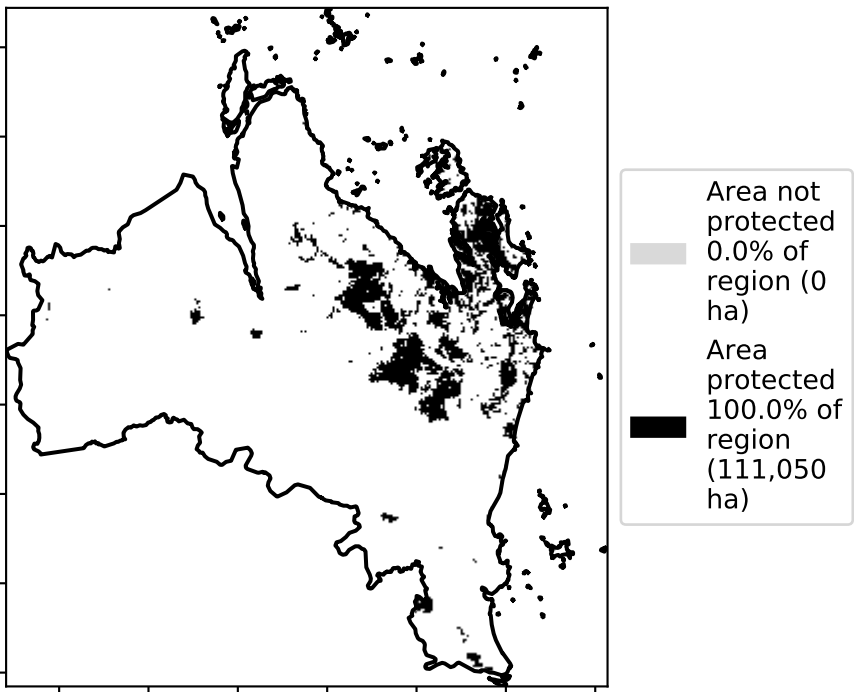 Area not
protected
0.0% of
region (0
ha)
Area
protected
100.0% of
region
(111,050
ha)